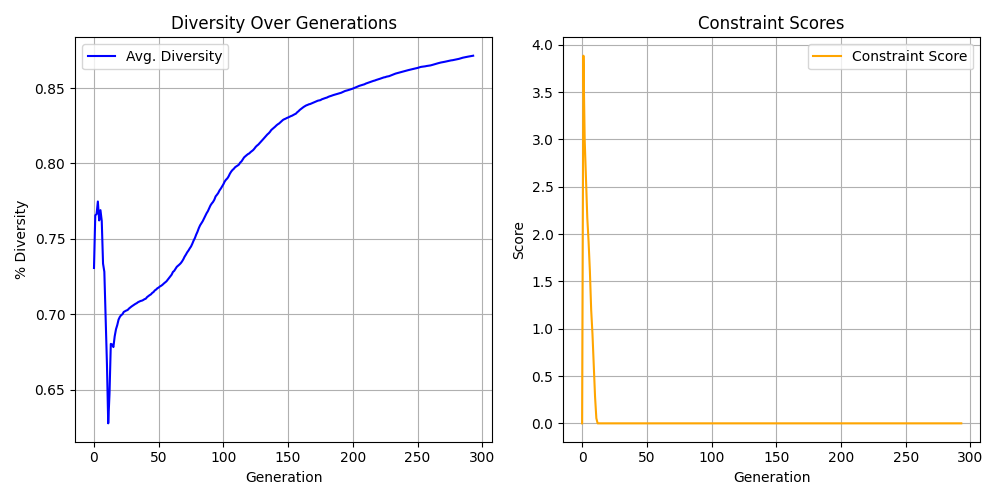 Diversity Over Generations
Avg. Diversity
% Diversity
0.85
0.80
0.75
0.70
0.65
0 50 100 150 200 250 300
Generation
Constraint Scores
Constraint Score
Score
4.0
3.5
3.0
2.5
2.0
1.5
1.0
0.5
0.0
0 50 100 150 200 250 300
Generation